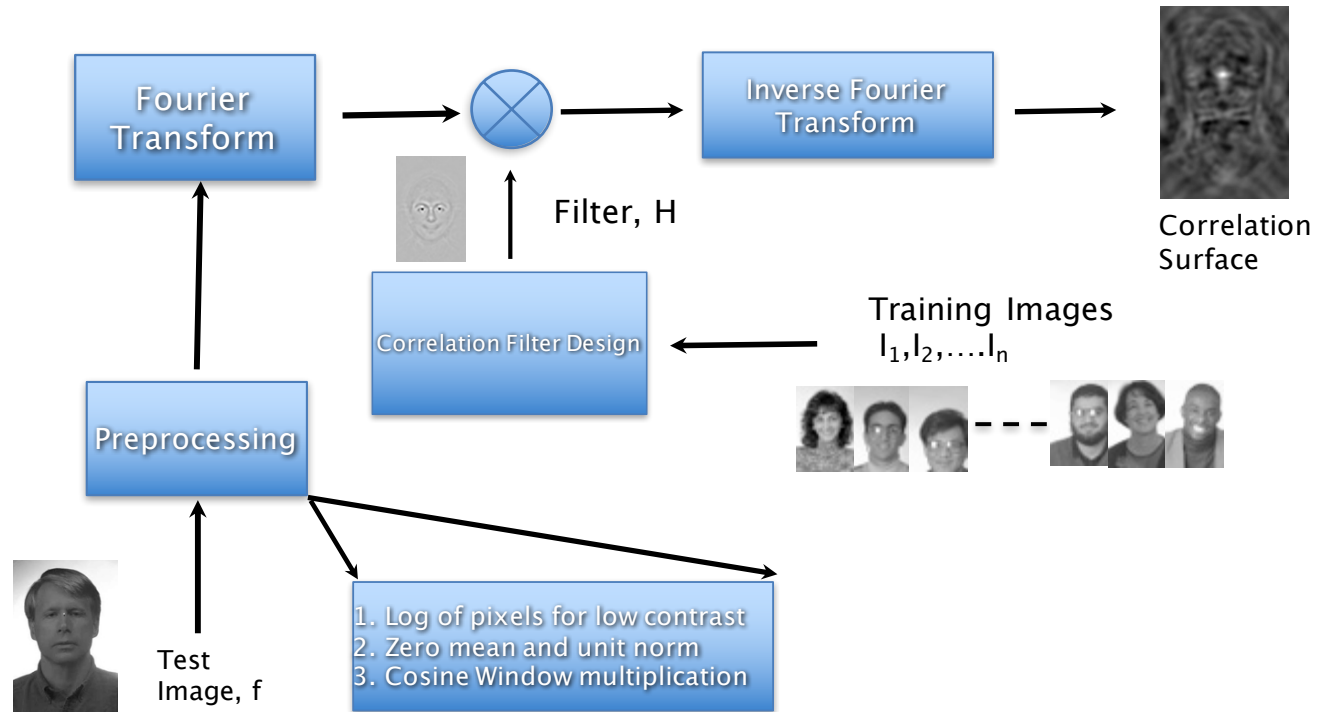 Fourier
Transform
Inverse Fourier
Transform
Filter, H
Correlation
Surface
Correlation Filter Design
Training Images
I₁,I₂,....Iₙ
Preprocessing
Test
Image, f
1. Log of pixels for low contrast
2. Zero mean and unit norm
3. Cosine Window multiplication